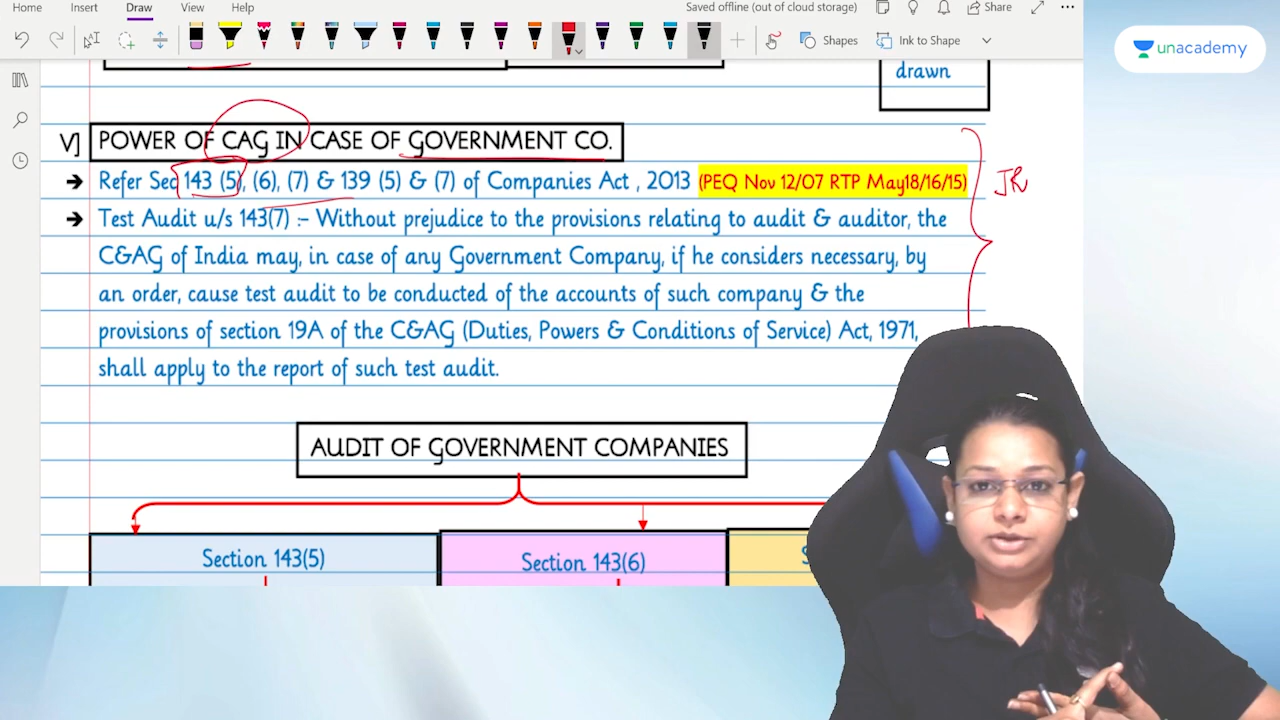 Home Insert Draw View Help Saved offline (out of cloud storage) Share
Shapes Ink to Shape
unacademy
drawn
V] POWER OF CAG IN CASE OF GOVERNMENT CO.
→ Refer Sec 143 (5), (6), (7) & 139 (5) & (7) of Companies Act , 2013 (PEQ Nov 12/07 RTP May18/16/15)
→ Test Audit u/s 143(7) :- Without prejudice to the provisions relating to audit & auditor, the
C&AG of India may, in case of any Government Company, if he considers necessary, by
an order, cause test audit to be conducted of the accounts of such company & the
provisions of section 19A of the C&AG (Duties, Powers & Conditions of Service) Act, 1971,
shall apply to the report of such test audit.
AUDIT OF GOVERNMENT COMPANIES
Section 143(5) Section 143(6)